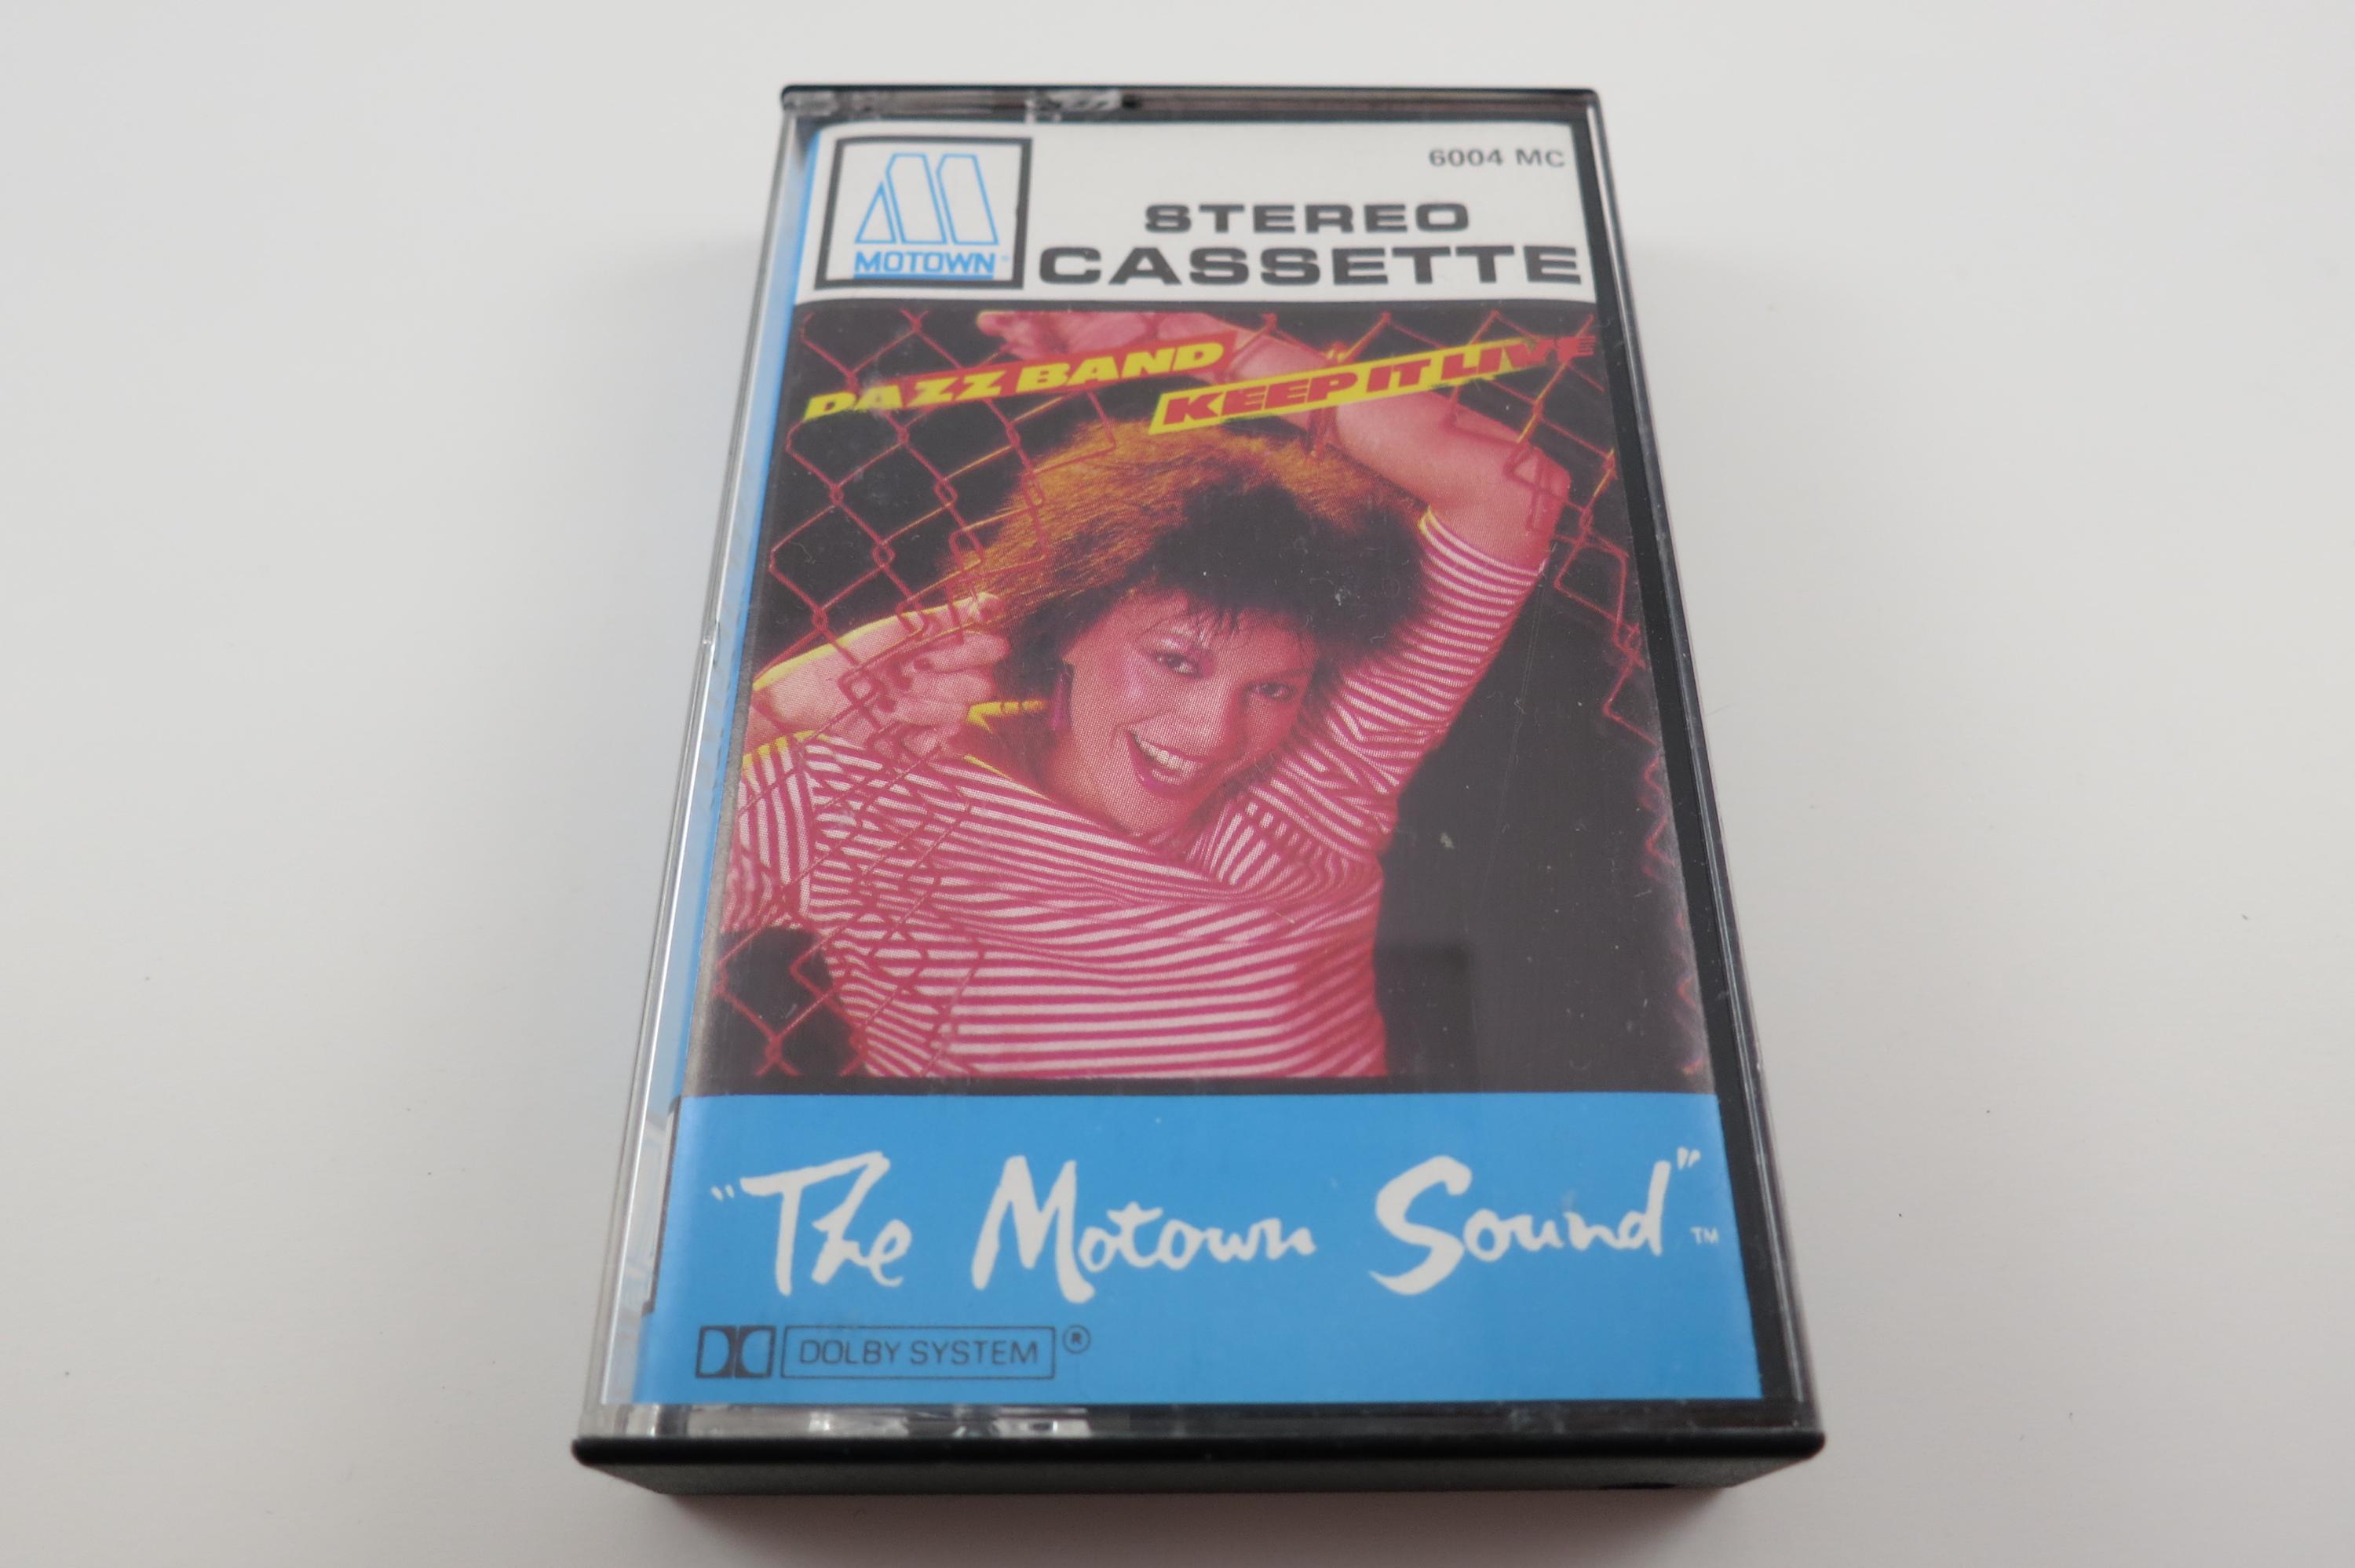 6004 MC
MOTOWN®
STEREO
CASSETTE
DAZZ BAND
KEEP IT LIVE
"The Motown Sound"™
DOLBY SYSTEM®